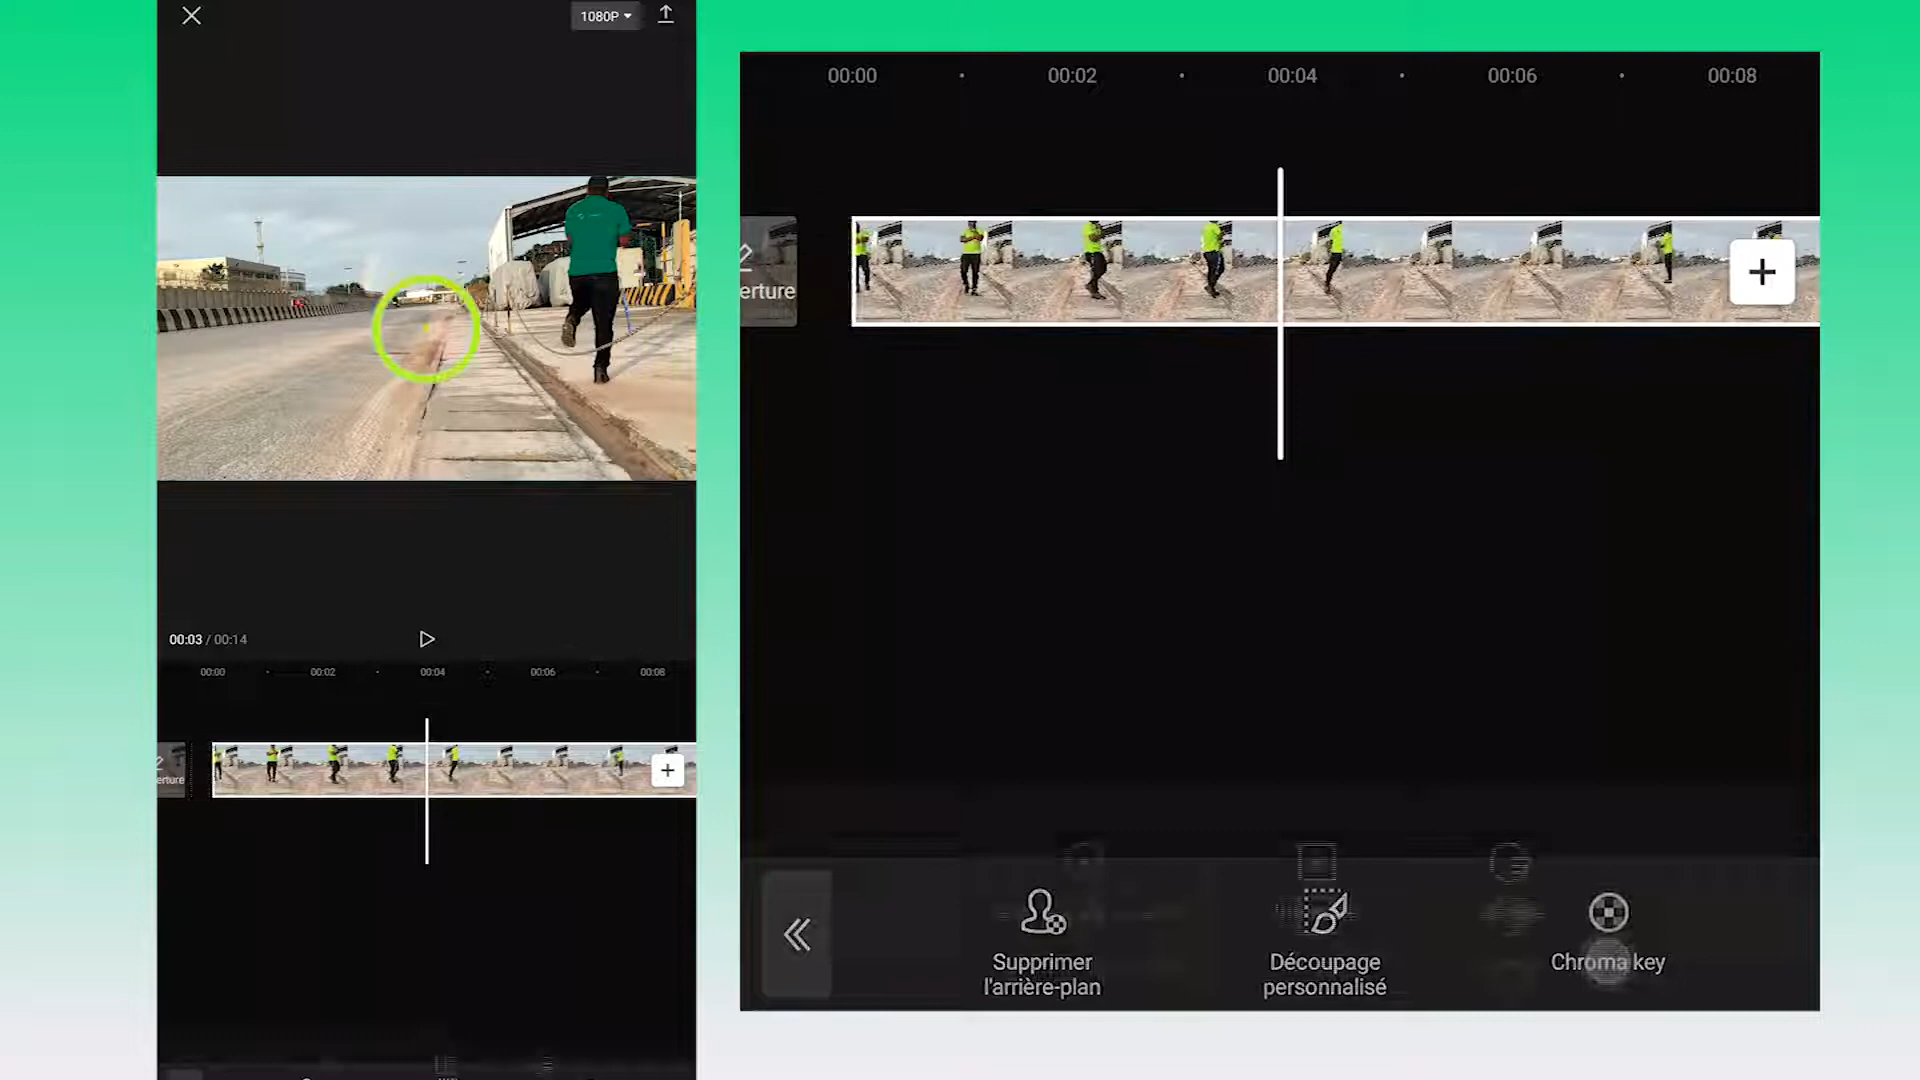 1080P
00:03 / 00:14
00:00 00:02 00:04 00:06 00:08
erture
00:00 00:02 00:04 00:06 00:08
erture
Supprimer
l'arrière-plan
Découpage
personnalisé
Chroma key